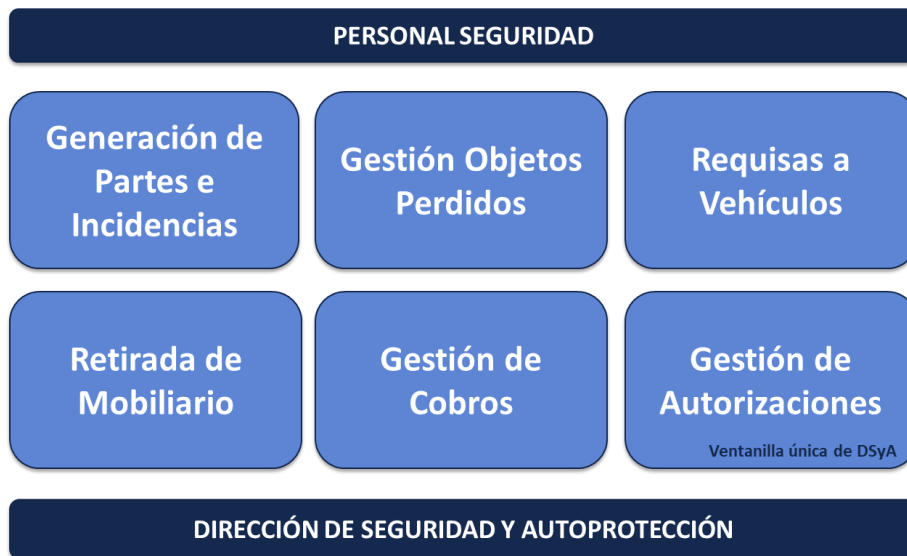 PERSONAL SEGURIDAD
Generación de
Partes e
Incidencias
Gestión Objetos
Perdidos
Requisas a
Vehículos
Retirada de
Mobiliario
Gestión de
Cobros
Gestión de
Autorizaciones
Ventanilla única de DSyA
DIRECCIÓN DE SEGURIDAD Y AUTOPROTECCIÓN